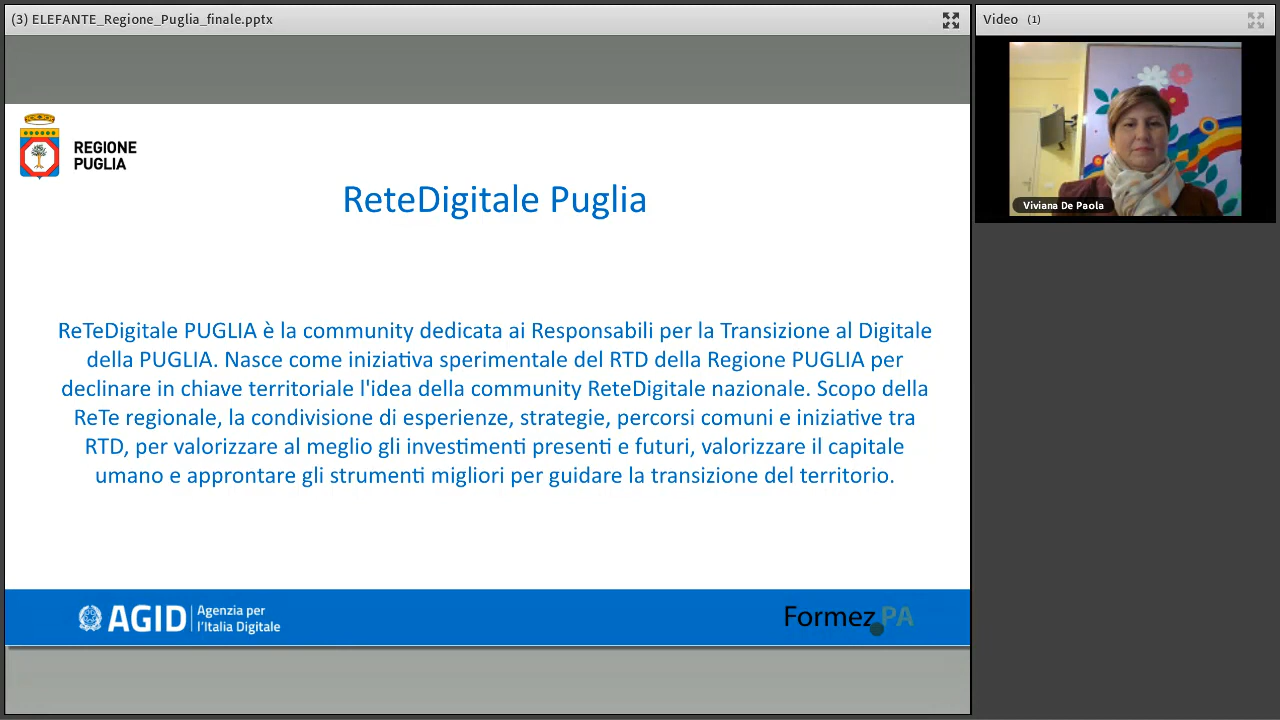 (3) ELEFANTE_Regione_Puglia_finale.pptx
Video (1)
REGIONE
PUGLIA
ReteDigitale Puglia
ReTeDigitale PUGLIA è la community dedicata ai Responsabili per la Transizione al Digitale
della PUGLIA. Nasce come iniziativa sperimentale del RTD della Regione PUGLIA per
declinare in chiave territoriale l'idea della community ReteDigitale nazionale. Scopo della
ReTe regionale, la condivisione di esperienze, strategie, percorsi comuni e iniziative tra
RTD, per valorizzare al meglio gli investimenti presenti e futuri, valorizzare il capitale
umano e approntare gli strumenti migliori per guidare la transizione del territorio.
AGID Agenzia per
l'Italia Digitale
Formez PA
Viviana De Paola